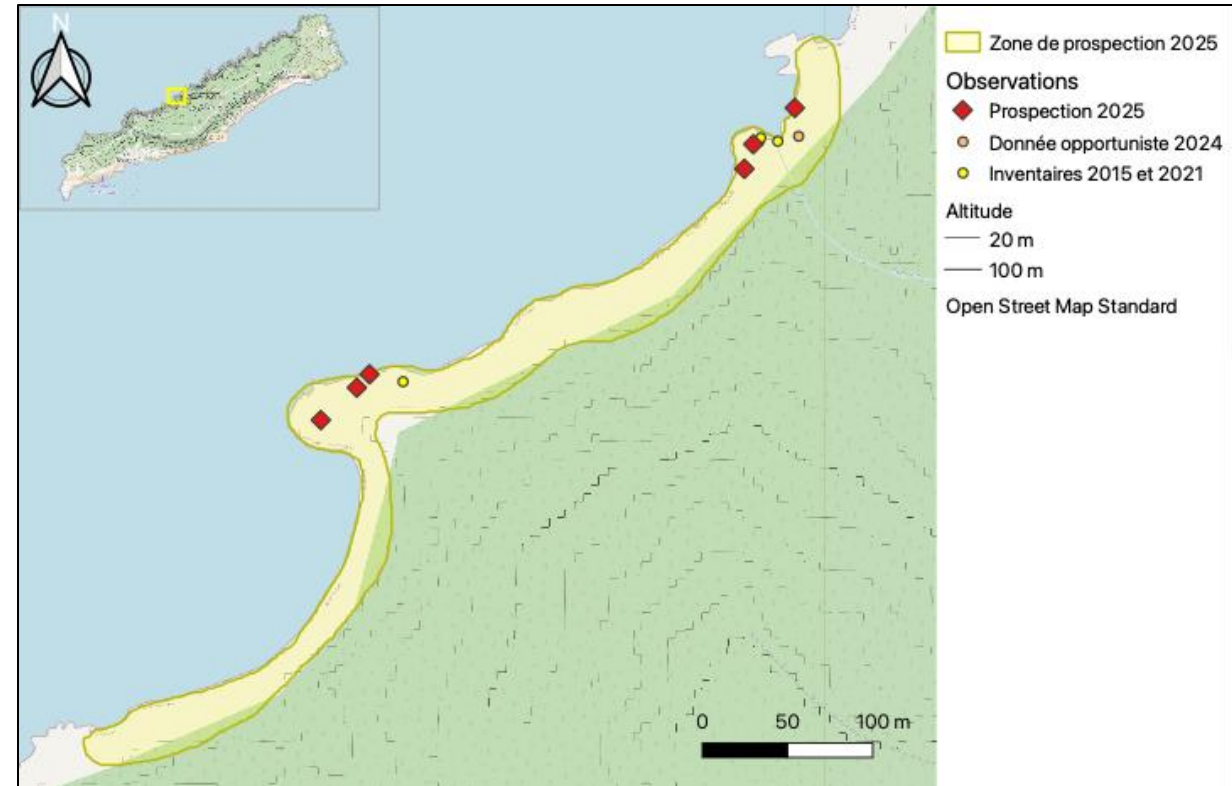 N
Zone de prospection 2025
Observations
Prospection 2025
Donnée opportuniste 2024
Inventaires 2015 et 2021
Altitude
20 m
100 m
Open Street Map Standard
0 50 100 m